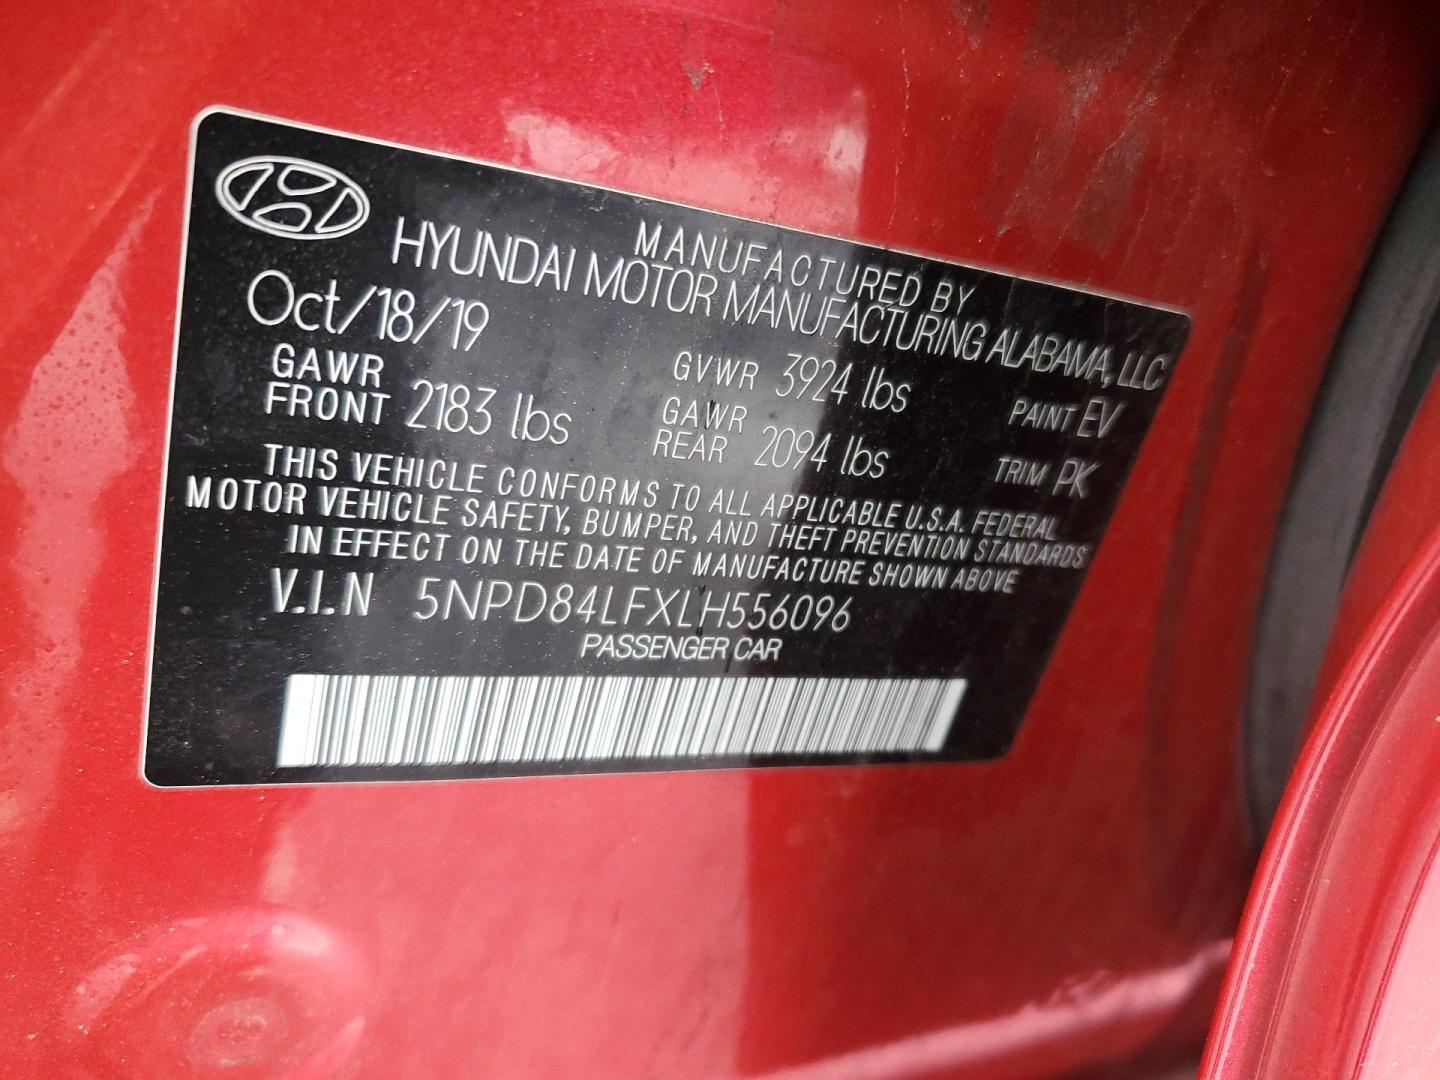 MANUFACTURED BY
HYUNDAI MOTOR MANUFACTURING ALABAMA, LLC
Oct/18/19
GVWR 3924 lbs
PAINT EV
GAWR FRONT 2183 lbs
GAWR REAR 2094 lbs
TRIM PK
THIS VEHICLE CONFORMS TO ALL APPLICABLE U.S.A. FEDERAL
MOTOR VEHICLE SAFETY, BUMPER, AND THEFT PREVENTION STANDARDS
IN EFFECT ON THE DATE OF MANUFACTURE SHOWN ABOVE
V.I.N 5NPD84LFXLH556096
PASSENGER CAR